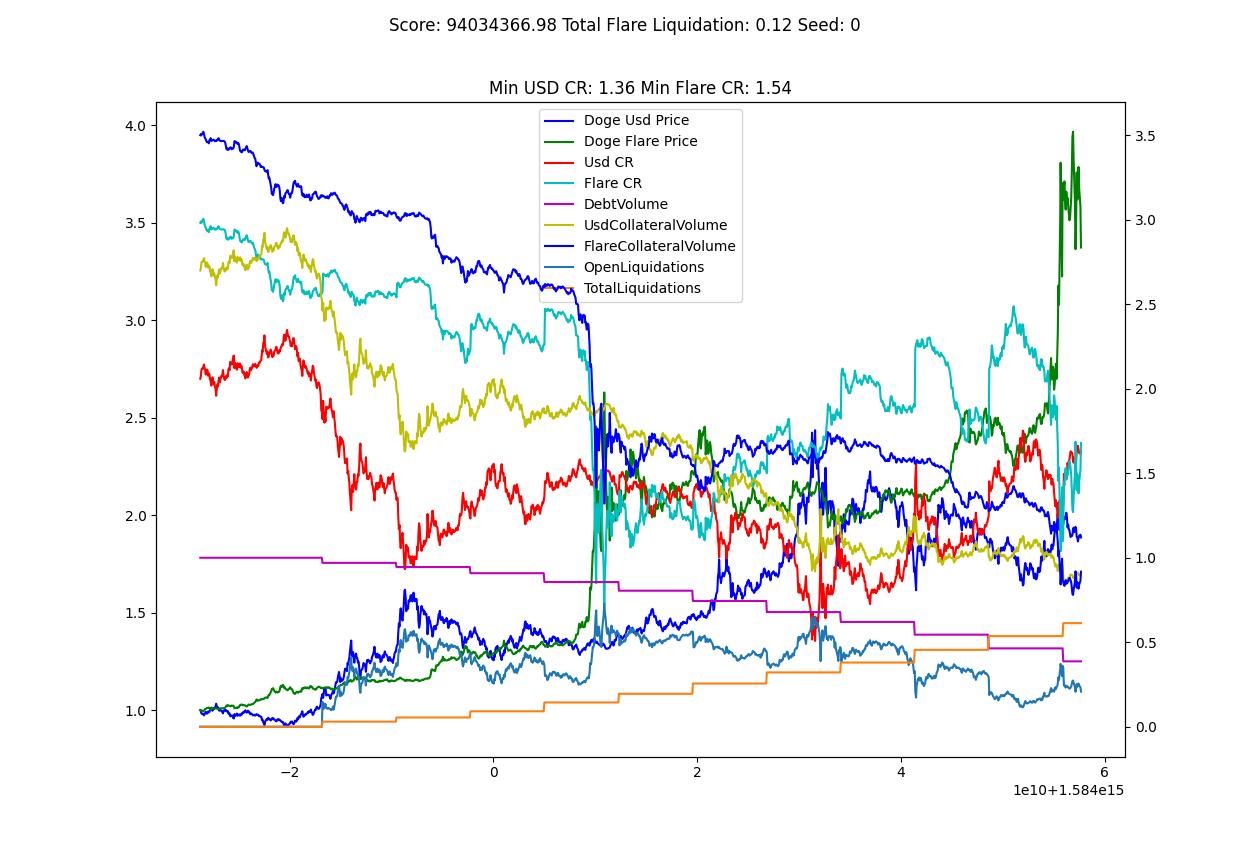 Score: 94034366.98 Total Flare Liquidation: 0.12 Seed: 0
Min USD CR: 1.36 Min Flare CR: 1.54
Doge Usd Price
Doge Flare Price
Usd CR
Flare CR
DebtVolume
UsdCollateralVolume
FlareCollateralVolume
OpenLiquidations
TotalLiquidations
4.0
3.5
3.0
2.5
2.0
1.5
1.0
3.5
3.0
2.5
2.0
1.5
1.0
0.5
0.0
−2 0 2 4 6
1e10+1.584e15